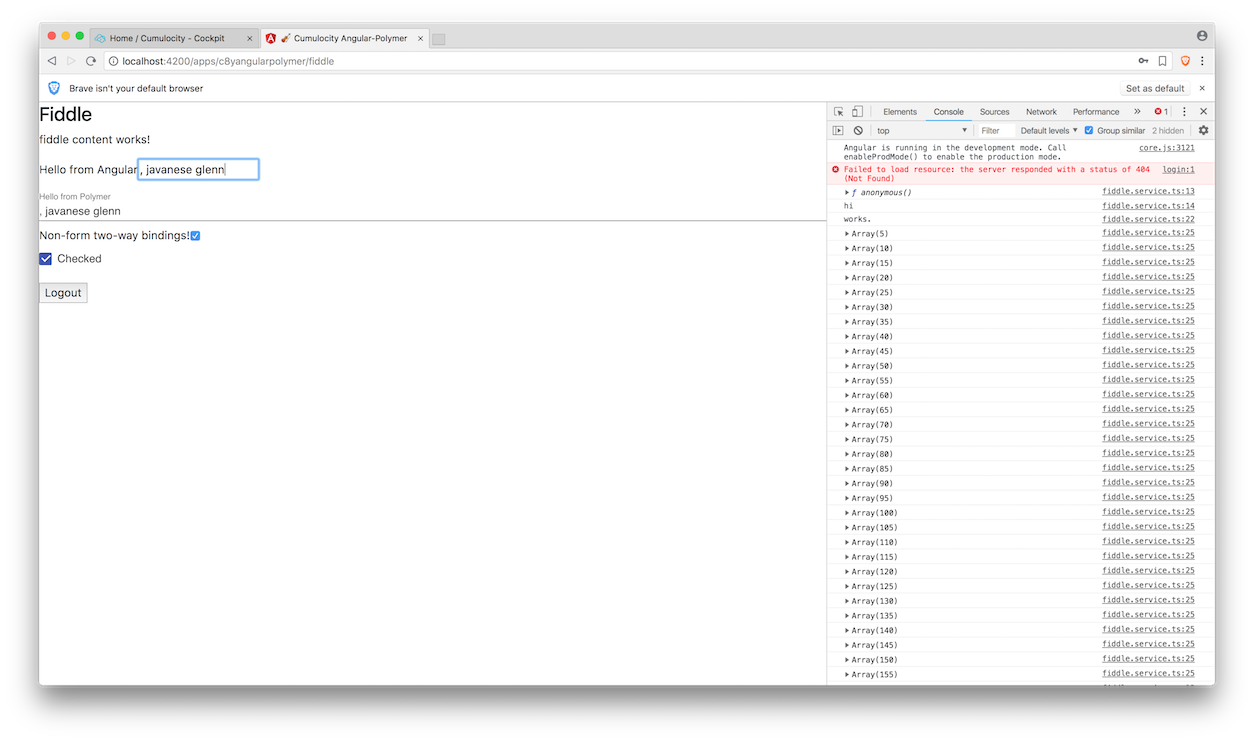 Home / Cumulocity - Cockpit
🚀 Cumulocity Angular-Polymer
localhost:4200/apps/c8yangularpolymer/fiddle
Brave isn't your default browser
Set as default
Fiddle
fiddle content works!
Hello from Angular , javanese glenn
Hello from Polymer
, javanese glenn
Non-form two-way bindings!
Checked
Logout
Elements Console Sources Network Performance » 1
top Filter Default levels Group similar 2 hidden
Angular is running in the development mode. Call core.js:3121
enableProdMode() to enable the production mode.
Failed to load resource: the server responded with a status of 404 login:1
(Not Found)
ƒ anonymous() fiddle.service.ts:13
hi fiddle.service.ts:14
works. fiddle.service.ts:22
Array(5) fiddle.service.ts:25
Array(10) fiddle.service.ts:25
Array(15) fiddle.service.ts:25
Array(20) fiddle.service.ts:25
Array(25) fiddle.service.ts:25
Array(30) fiddle.service.ts:25
Array(35) fiddle.service.ts:25
Array(40) fiddle.service.ts:25
Array(45) fiddle.service.ts:25
Array(50) fiddle.service.ts:25
Array(55) fiddle.service.ts:25
Array(60) fiddle.service.ts:25
Array(65) fiddle.service.ts:25
Array(70) fiddle.service.ts:25
Array(75) fiddle.service.ts:25
Array(80) fiddle.service.ts:25
Array(85) fiddle.service.ts:25
Array(90) fiddle.service.ts:25
Array(95) fiddle.service.ts:25
Array(100) fiddle.service.ts:25
Array(105) fiddle.service.ts:25
Array(110) fiddle.service.ts:25
Array(115) fiddle.service.ts:25
Array(120) fiddle.service.ts:25
Array(125) fiddle.service.ts:25
Array(130) fiddle.service.ts:25
Array(135) fiddle.service.ts:25
Array(140) fiddle.service.ts:25
Array(145) fiddle.service.ts:25
Array(150) fiddle.service.ts:25
Array(155) fiddle.service.ts:25